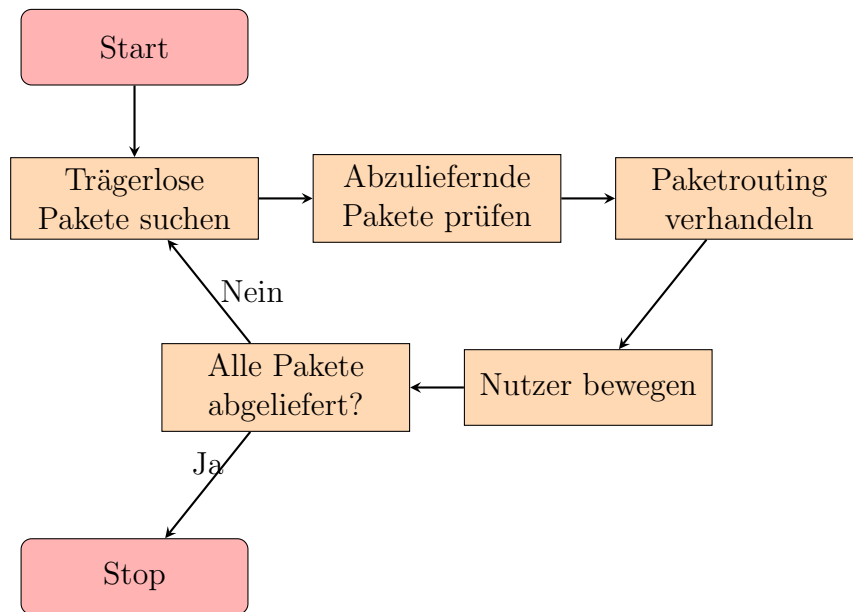 Start
Trägerlose
Pakete suchen
Abzuliefernde
Pakete prüfen
Paketrouting
verhandeln
Nein
Alle Pakete
abgeliefert?
Nutzer bewegen
Ja
Stop